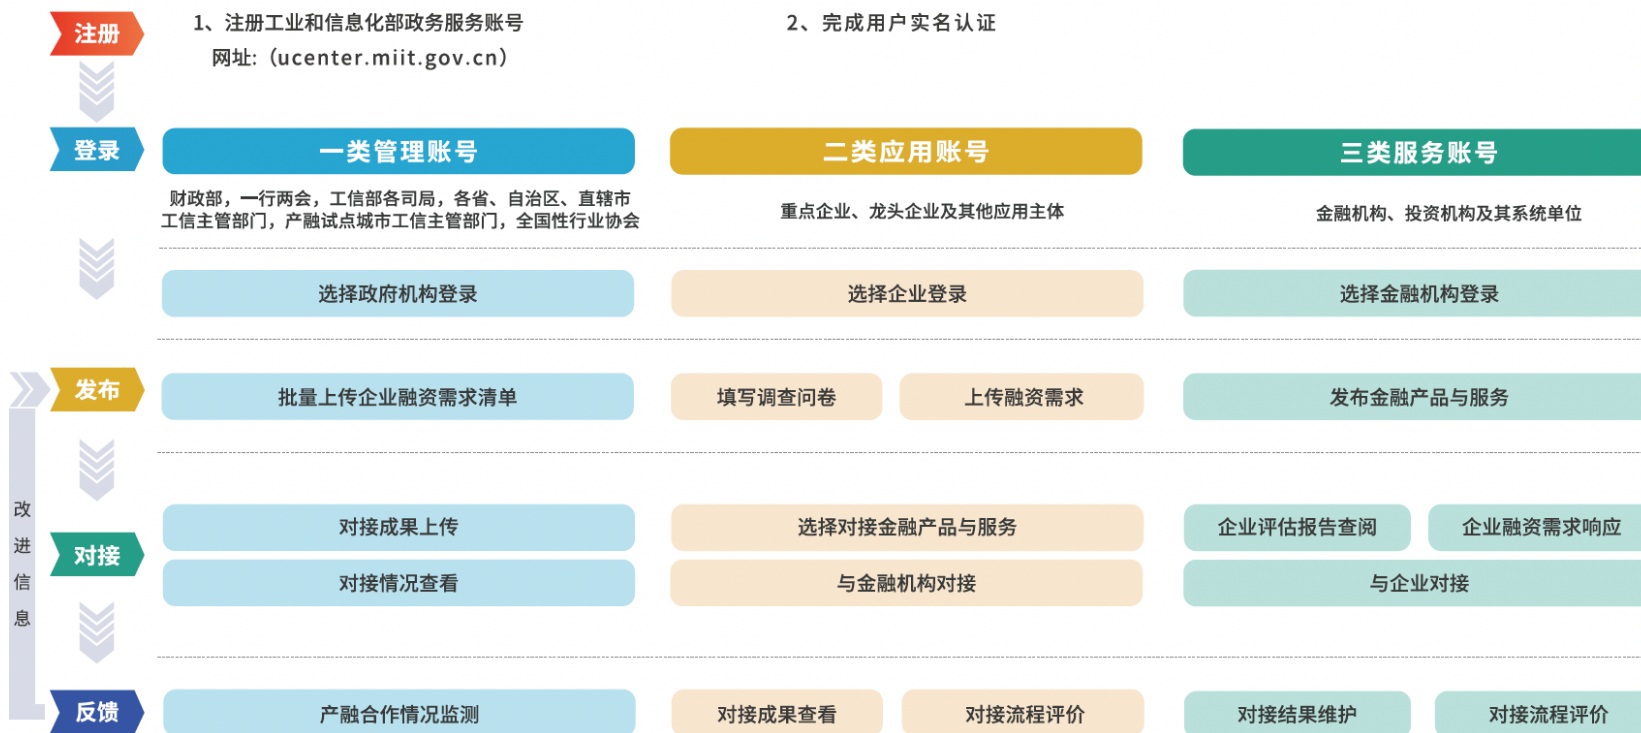 注册
1、注册工业和信息化部政务服务账号
2、完成用户实名认证
网址:（ucenter.miit.gov.cn）
登录
一类管理账号
二类应用账号
三类服务账号
财政部，一行两会，工信部各司局，各省、自治区、直辖市
工信主管部门，产融试点城市工信主管部门，全国性行业协会
重点企业、龙头企业及其他应用主体
金融机构、投资机构及其系统单位
选择政府机构登录
选择企业登录
选择金融机构登录
发布
批量上传企业融资需求清单
填写调查问卷
上传融资需求
发布金融产品与服务
改进信息
对接
对接成果上传
选择对接金融产品与服务
企业评估报告查阅
企业融资需求响应
对接情况查看
与金融机构对接
与企业对接
反馈
产融合作情况监测
对接成果查看
对接流程评价
对接结果维护
对接流程评价